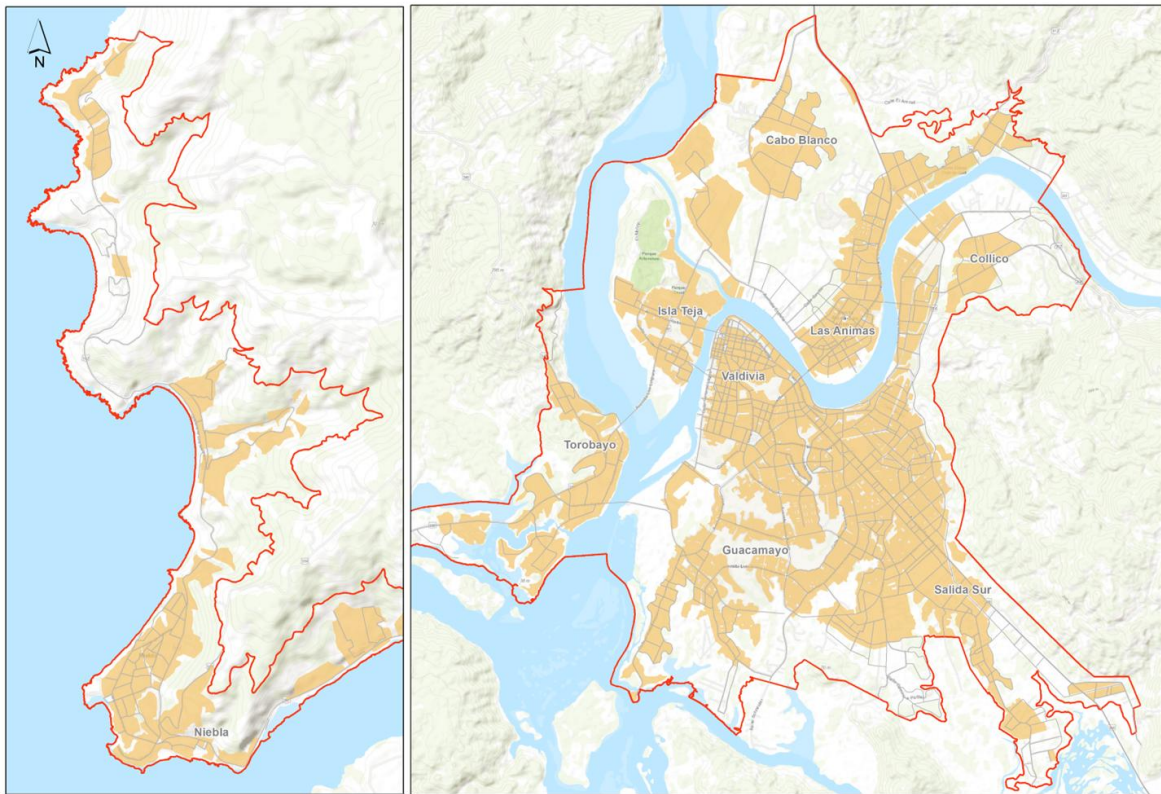 N
Niebla
Cabo Blanco
Collico
Isla Teja
Las Animas
Valdivia
Torobayo
Guacamayo
Salida Sur